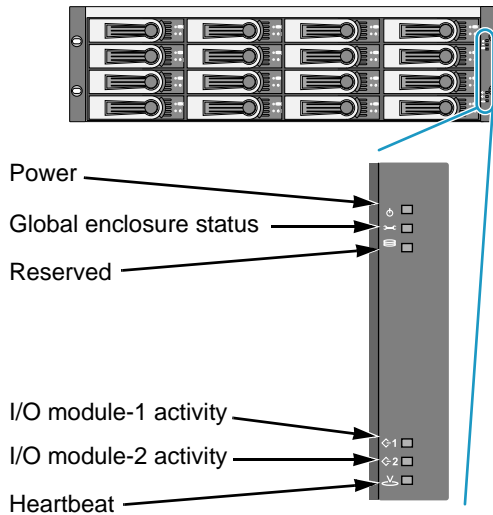 Power
Global enclosure status
Reserved
I/O module-1 activity
1
I/O module-2 activity
2
Heartbeat